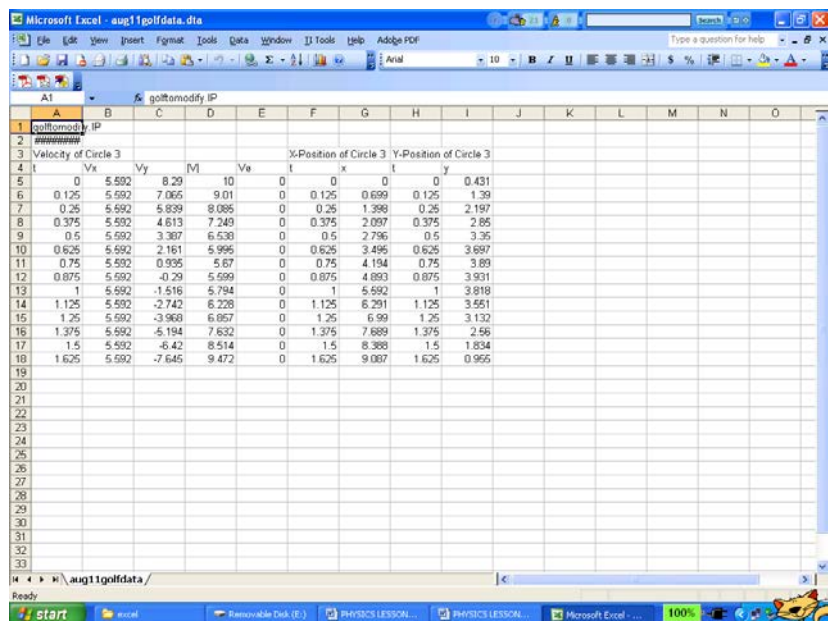 Microsoft Excel - aug11golfdata.dta
File Edit View Insert Format Tools Data Window TI Tools Help Adobe PDF
Type a question for help
Arial 10 B I U
A1 fx golftomodify.IP
A B C D E F G H I J K L M N O
1 golftomodify.IP
2 ########
3 Velocity of Circle 3 X-Position of Circle 3 Y-Position of Circle 3
4 t Vx Vy |V| Vø t x t y
5 0 5.592 8.29 10 0 0 0 0 0.431
6 0.125 5.592 7.065 9.01 0 0.125 0.699 0.125 1.39
7 0.25 5.592 5.839 8.085 0 0.25 1.398 0.25 2.197
8 0.375 5.592 4.613 7.249 0 0.375 2.097 0.375 2.85
9 0.5 5.592 3.387 6.538 0 0.5 2.796 0.5 3.35
10 0.625 5.592 2.161 5.995 0 0.625 3.495 0.625 3.697
11 0.75 5.592 0.935 5.67 0 0.75 4.194 0.75 3.89
12 0.875 5.592 -0.29 5.599 0 0.875 4.893 0.875 3.931
13 1 5.592 -1.516 5.794 0 1 5.592 1 3.818
14 1.125 5.592 -2.742 6.228 0 1.125 6.291 1.125 3.551
15 1.25 5.592 -3.968 6.857 0 1.25 6.99 1.25 3.132
16 1.375 5.592 -5.194 7.632 0 1.375 7.689 1.375 2.56
17 1.5 5.592 -6.42 8.514 0 1.5 8.388 1.5 1.834
18 1.625 5.592 -7.645 9.472 0 1.625 9.087 1.625 0.955
19
20
21
22
23
24
25
26
27
28
29
30
31
32
33
aug11golfdata
Ready
start excel Removable Disk (E:) PHYSICS LESSON... PHYSICS LESSON... Microsoft Excel - ... 100%